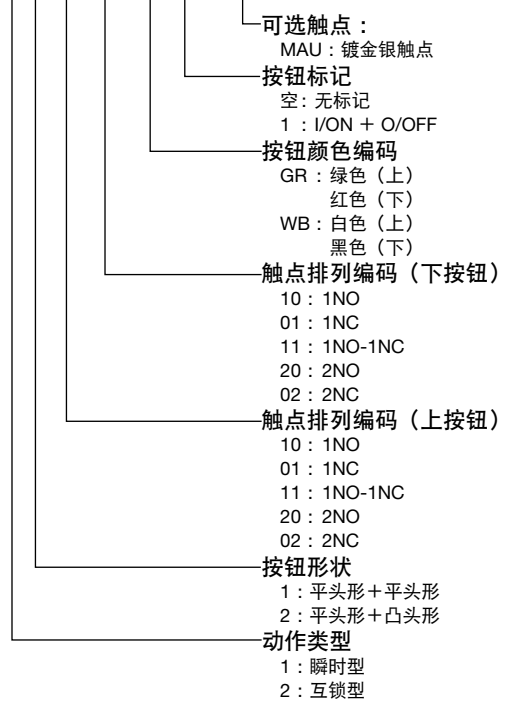 可选触点：
MAU：镀金银触点
按钮标记
空：无标记
1 ：I/ON ＋ O/OFF
按钮颜色编码
GR：绿色（上）
红色（下）
WB：白色（上）
黑色（下）
触点排列编码（下按钮）
10：1NO
01：1NC
11：1NO-1NC
20：2NO
02：2NC
触点排列编码（上按钮）
10：1NO
01：1NC
11：1NO-1NC
20：2NO
02：2NC
按钮形状
1：平头形＋平头形
2：平头形＋凸头形
动作类型
1：瞬时型
2：互锁型